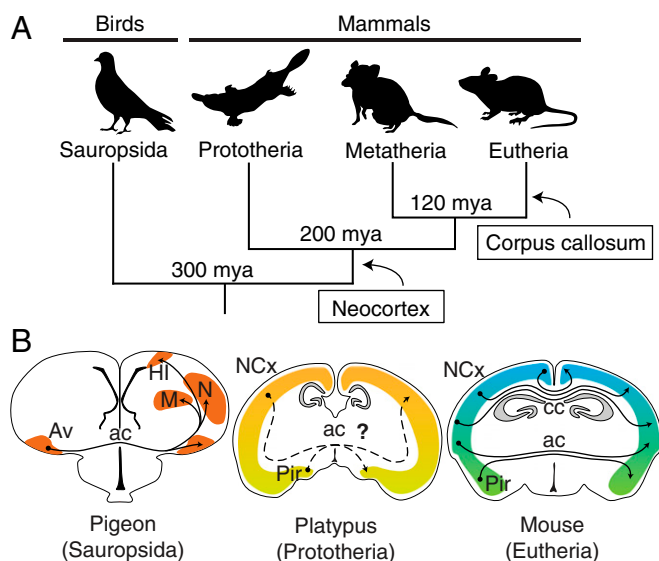 A
Birds Mammals
Sauropsida Prototheria Metatheria Eutheria
120 mya
200 mya
Corpus callosum
300 mya
Neocortex
B
HI
M N
Av ac
Pigeon
(Sauropsida)
NCx
ac ?
Pir
Platypus
(Prototheria)
NCx
cc
ac
Pir
Mouse
(Eutheria)